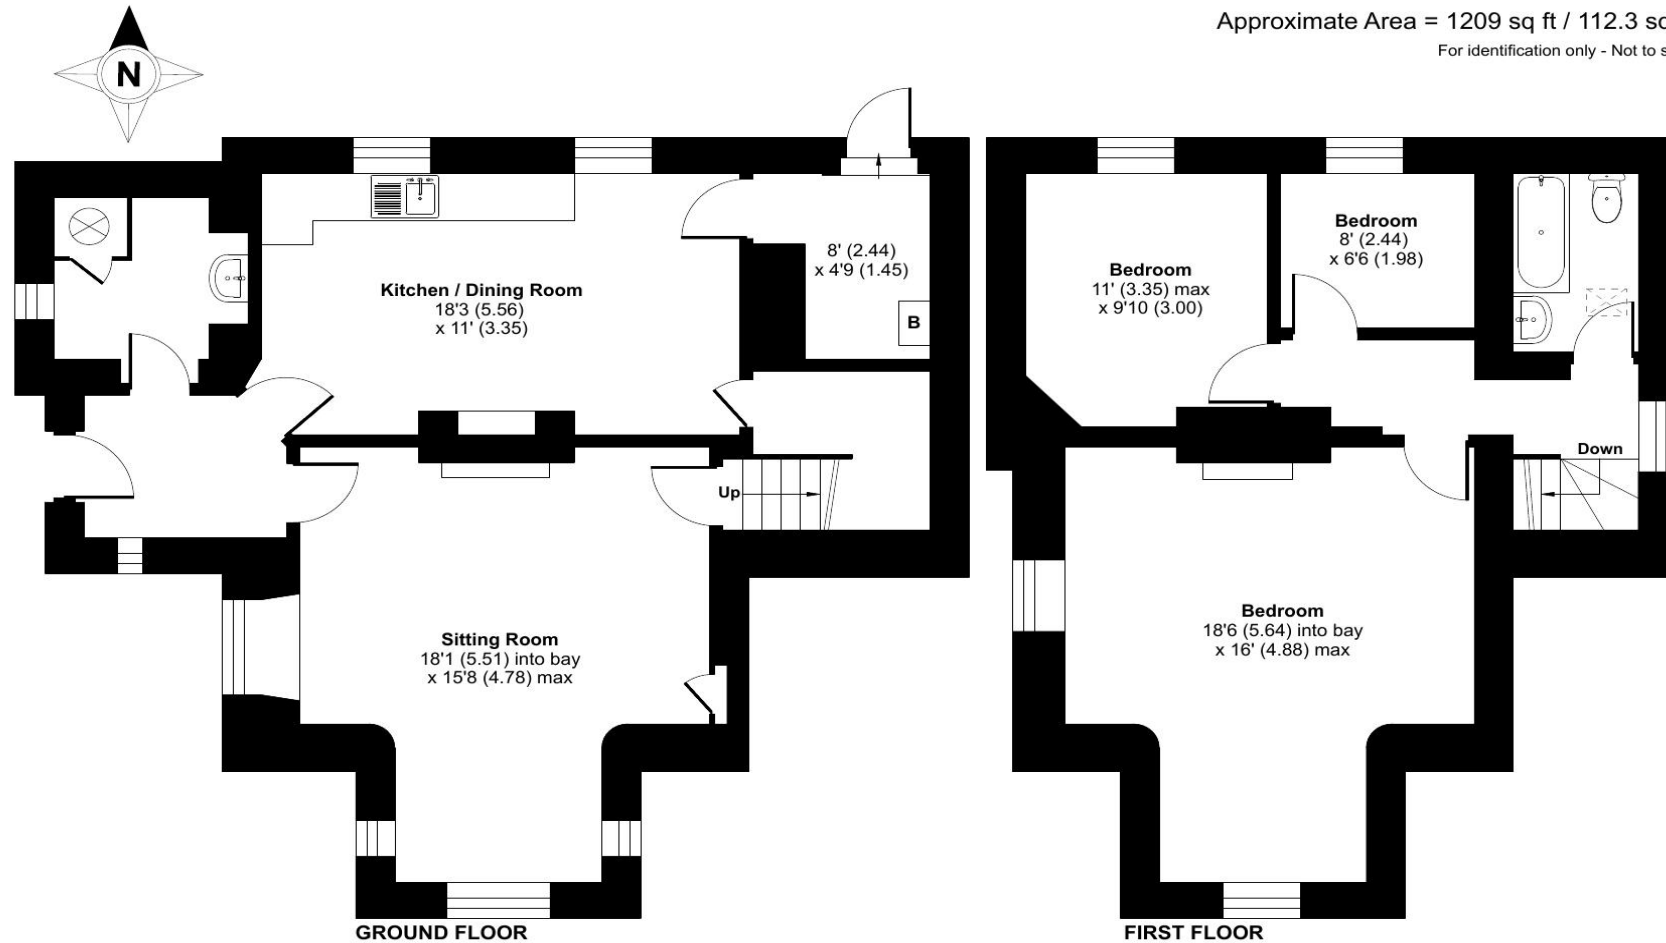 Approximate Area = 1209 sq ft / 112.3
For identification only - Not to
N
8' (2.44)
x 4'9 (1.45)
B
Kitchen / Dining Room
18'3 (5.56)
x 11' (3.35)
Up
Sitting Room
18'1 (5.51) into bay
x 15'8 (4.78) max
GROUND FLOOR
Bedroom
8' (2.44)
x 6'6 (1.98)
Bedroom
11' (3.35) max
x 9'10 (3.00)
Down
Bedroom
18'6 (5.64) into bay
x 16' (4.88) max
FIRST FLOOR